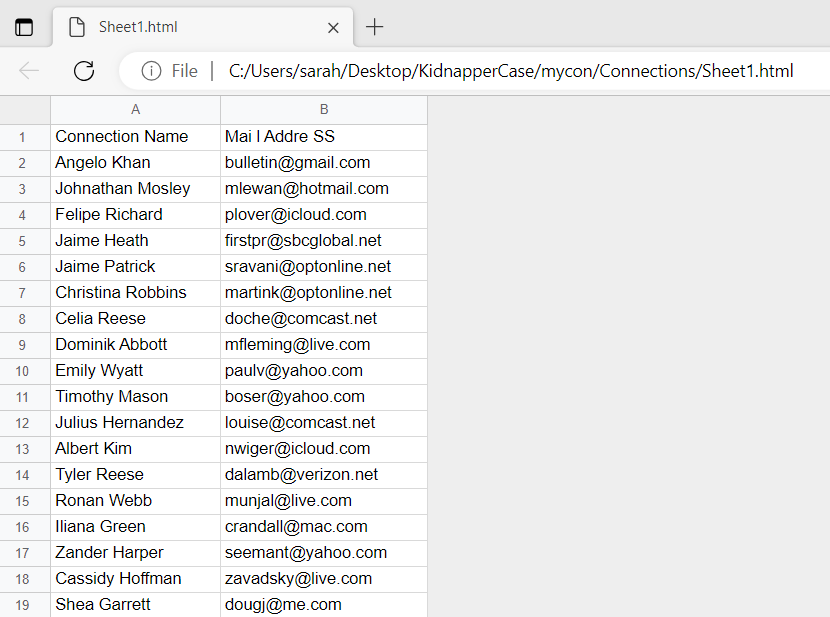 Sheet1.html
File | C:/Users/sarah/Desktop/KidnapperCase/mycon/Connections/Sheet1.html
A B
1 Connection Name Mai l Addre SS
2 Angelo Khan bulletin@gmail.com
3 Johnathan Mosley mlewan@hotmail.com
4 Felipe Richard plover@icloud.com
5 Jaime Heath firstpr@sbcglobal.net
6 Jaime Patrick sravani@optonline.net
7 Christina Robbins martink@optonline.net
8 Celia Reese doche@comcast.net
9 Dominik Abbott mfleming@live.com
10 Emily Wyatt paulv@yahoo.com
11 Timothy Mason boser@yahoo.com
12 Julius Hernandez louise@comcast.net
13 Albert Kim nwiger@icloud.com
14 Tyler Reese dalamb@verizon.net
15 Ronan Webb munjal@live.com
16 Iliana Green crandall@mac.com
17 Zander Harper seemant@yahoo.com
18 Cassidy Hoffman zavadsky@live.com
19 Shea Garrett dougj@me.com